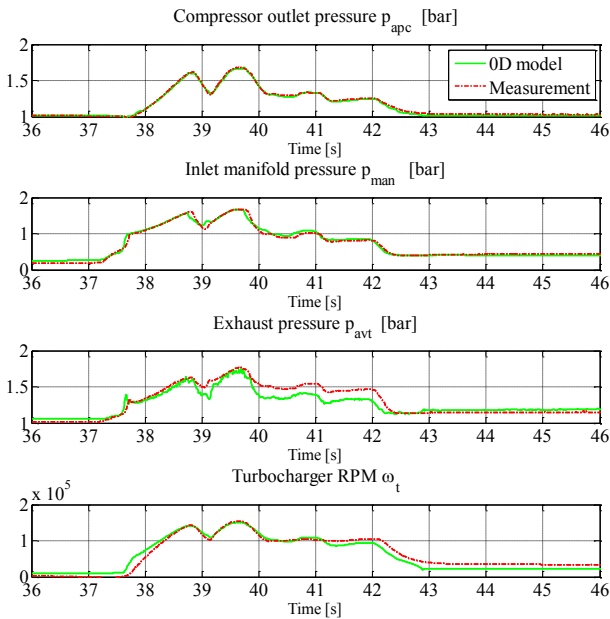 Compressor outlet pressure p_apc [bar]
2
1.5
1
0D model
Measurement
36 37 38 39 40 41 42 43 44 45 46
Time [s]
Inlet manifold pressure p_man [bar]
2
1
0
36 37 38 39 40 41 42 43 44 45 46
Time [s]
Exhaust pressure p_avt [bar]
2
1.5
1
36 37 38 39 40 41 42 43 44 45 46
Time [s]
Turbocharger RPM ω_t
x 10^5
2
1
0
36 37 38 39 40 41 42 43 44 45 46
Time [s]